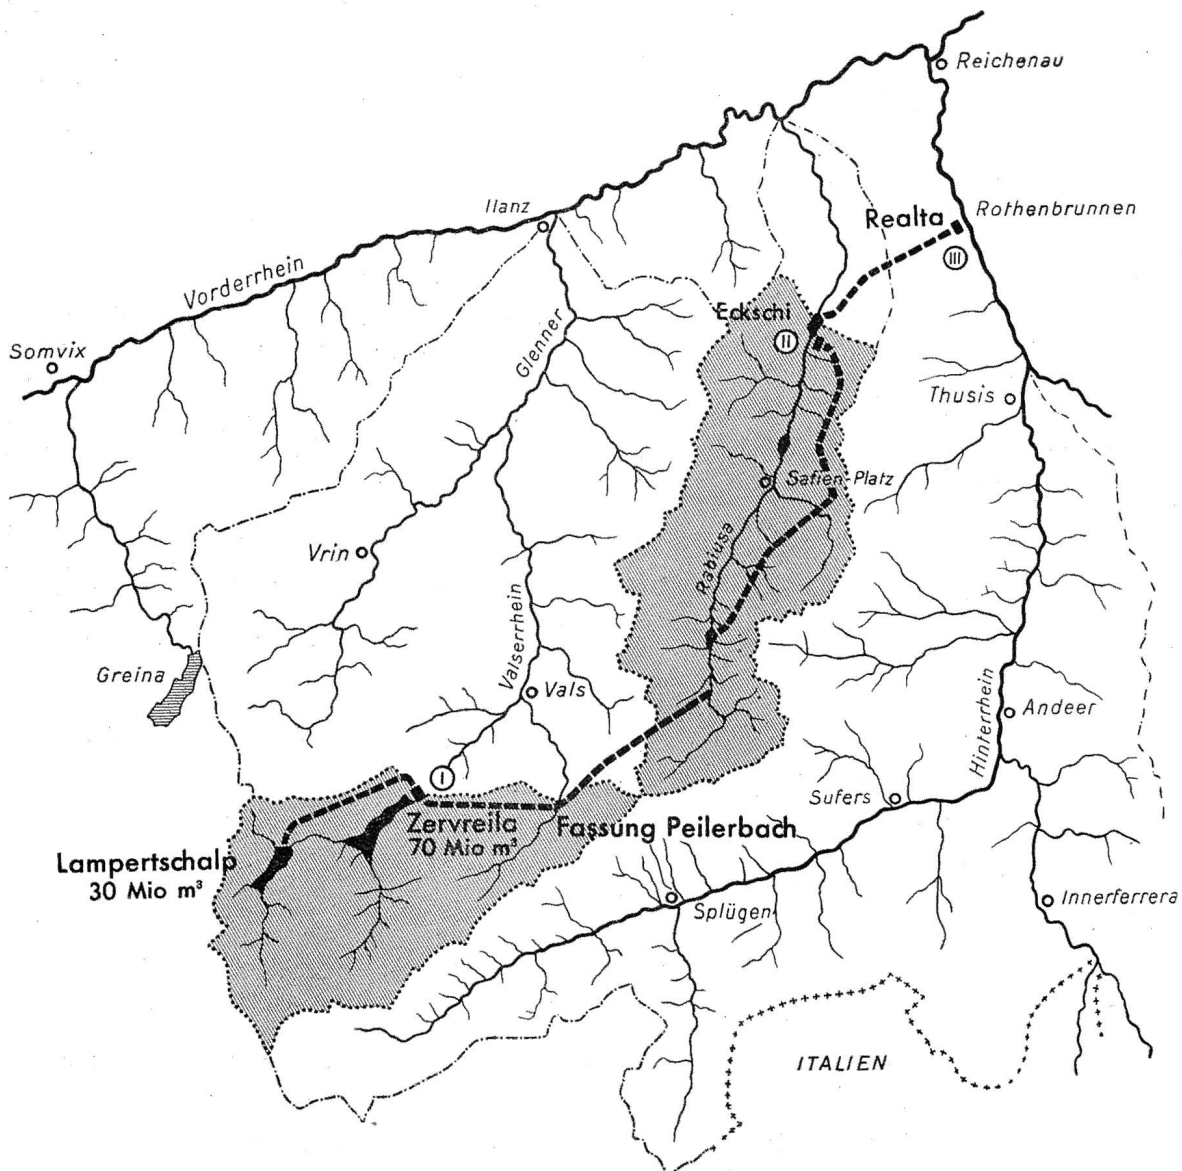 Reichenau
Ilanz
Realta
Rothenbrunnen
III
Vorderrhein
Eckschi
II
Somvix
Glenner
Thusis
Safien-Platz
Vrin
Rabiusa
Valserrhein
Greina
Vals
Hinterrhein
Andeer
I
Sufers
Zervreila
70 Mio m³
Fassung Peilerbach
Lampertschalp
30 Mio m³
Splügen
Innerferrera
ITALIEN